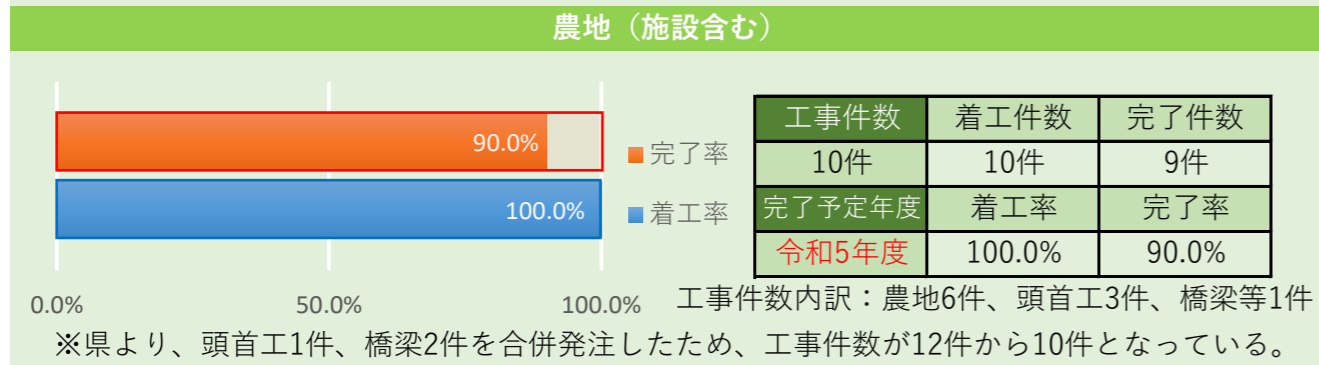 農地（施設含む）
90.0%
完了率
100.0%
着工率
0.0% 50.0% 100.0%
工事件数 着工件数 完了件数
10件 10件 9件
完了予定年度 着工率 完了率
令和5年度 100.0% 90.0%
工事件数内訳：農地6件、頭首工3件、橋梁等1件
※県より、頭首工1件、橋梁2件を合併発注したため、工事件数が12件から10件となっている。